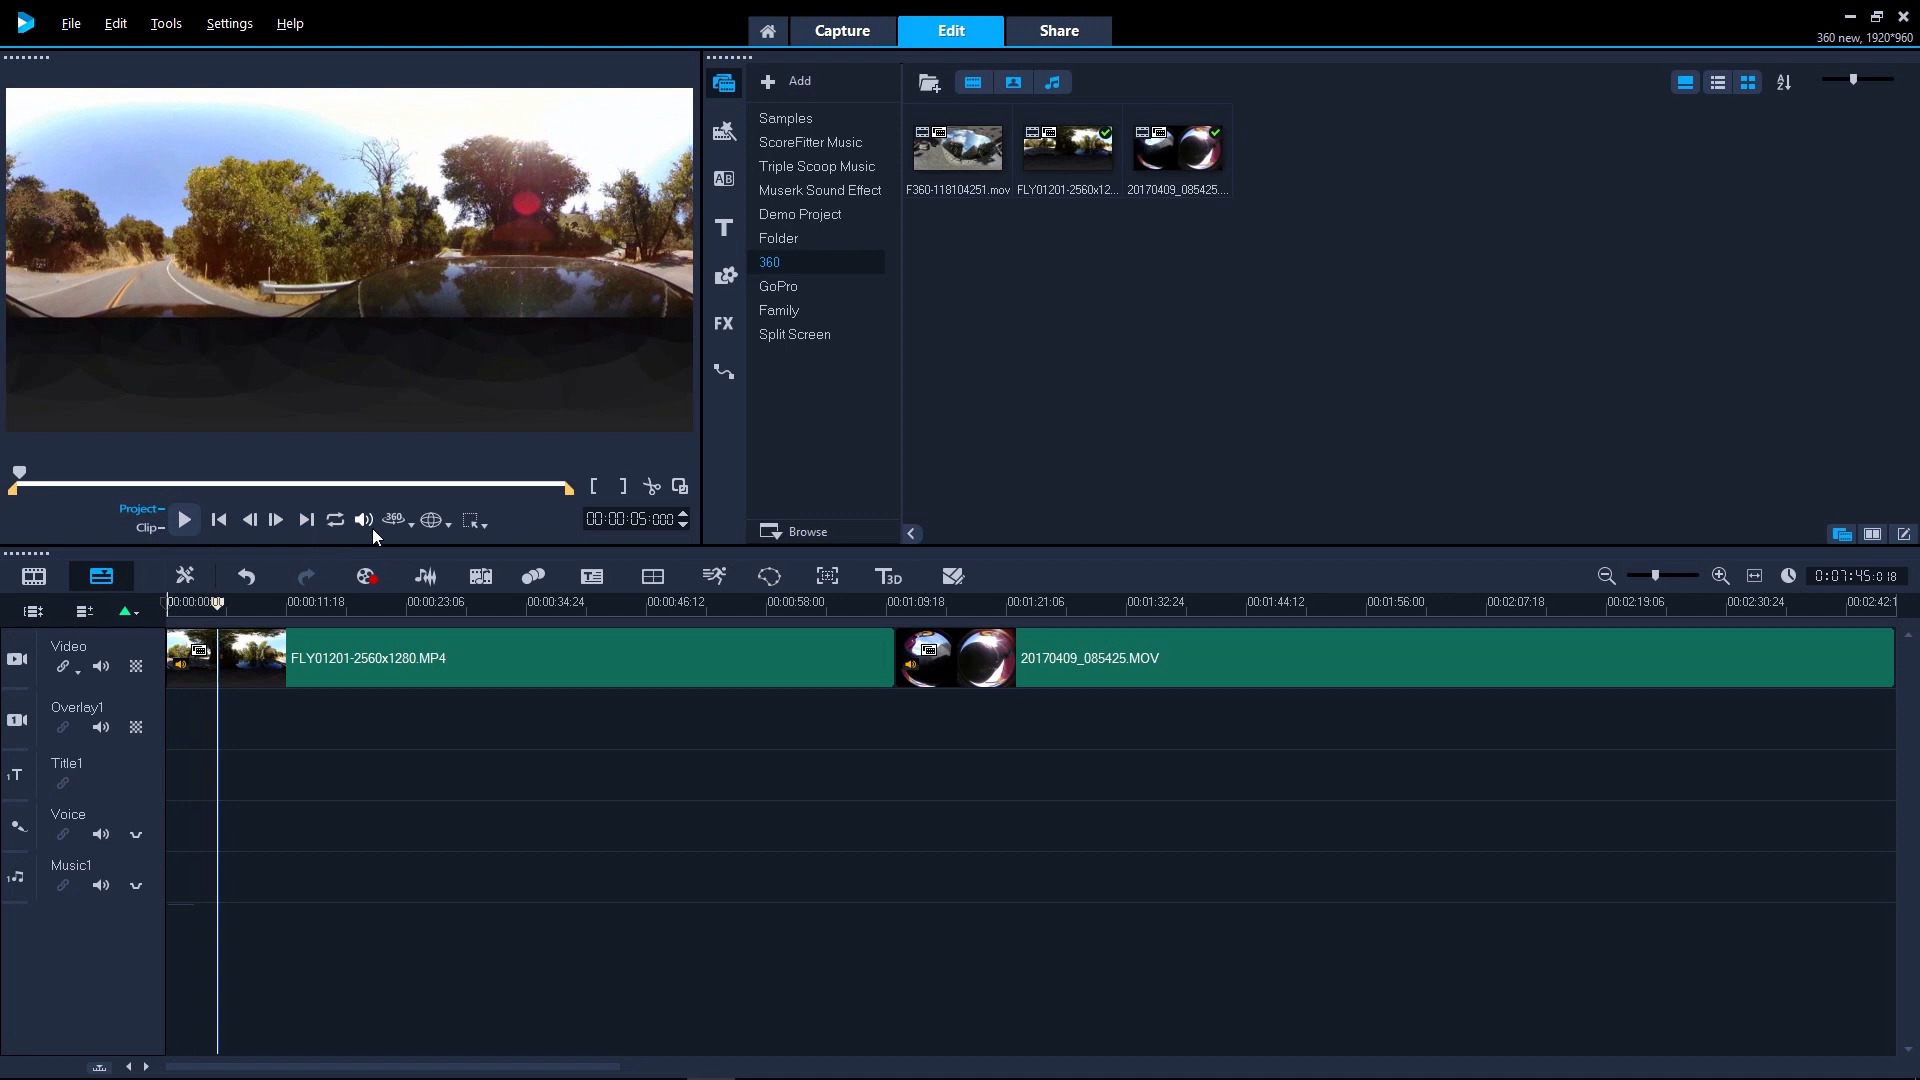 File Edit Tools Settings Help
Capture Edit Share
360 new, 1920*960
Add
Samples
ScoreFitter Music
Triple Scoop Music
Muserk Sound Effect
Demo Project
Folder
360
GoPro
Family
Split Screen
Browse
F360-118104251.mov FLY01201-2560x12... 20170409_085425....
AB
T
FX
Project
Clip
360
00:00:05:000
T3D
0:07:45:018
00:00:11:18 00:00:23:06 00:00:34:24 00:00:46:12 00:00:58:00 00:01:09:18 00:01:21:06 00:01:32:24 00:01:44:12 00:01:56:00 00:02:07:18 00:02:19:06 00:02:30:24
Video
FLY01201-2560x1280.MP4 20170409_085425.MOV
Overlay1
Title1
Voice
Music1